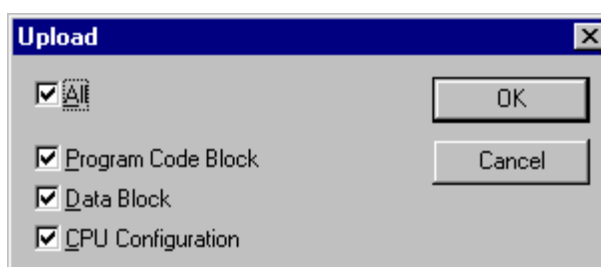 Upload
All
OK
Program Code Block
Cancel
Data Block
CPU Configuration